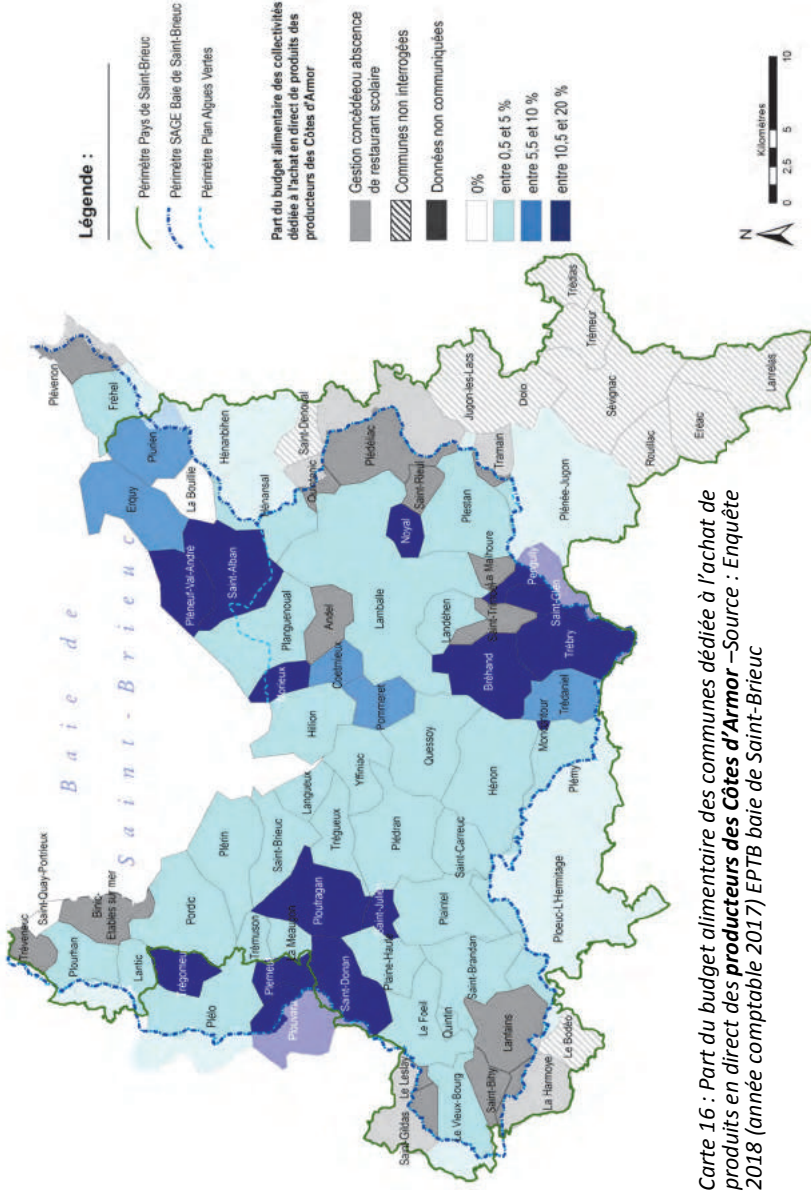 Baie de
Saint-Brieuc
Légende :
Périmètre Pays de Saint-Brieuc
Périmètre SAGE Baie de Saint-Brieuc
Périmètre Plan Algues Vertes
Part du budget alimentaire des collectivités
dédiée à l'achat en direct de produits des
producteurs des Côtes d'Armor
Gestion concédéeou abscence
de restaurant scolaire
Communes non interrogées
Données non communiquées
0%
entre 0,5 et 5 %
entre 5,5 et 10 %
entre 10,5 et 20 %
N
Kilomètres
0 2,5 5 10
Plévenon
Fréhel
Plurien
Erquy
La Bouillie
Hénanbihen
Saint-Denoual
Hénansal
Quintenic
Plédéliac
Pléneuf-Val-André
Saint-Alban
Planguenoual
Morieux
Andel
Coëtmieux
Pommeret
Lamballe
Noyal
Saint-Rieul
Plestan
Tramain
Jugon-les-Lacs
Dolo
Trédias
Trémeur
Sévignac
Rouillac
Eréac
Lanrelas
Plénée-Jugon
La Malhoure
Landéhen
Saint-Trimoël
Penguily
Saint-Glen
Bréhand
Trébry
Trédaniel
Moncontour
Hillion
Yffiniac
Quessoy
Hénon
Plémy
Langueux
Trégueux
Plédran
Saint-Carreuc
Saint-Brieuc
Plérin
Pordic
Trémuson
La Méaugon
Ploufragan
Saint-Julien
Plaintel
Saint-Brandan
Ploeuc-L'Hermitage
Saint-Quay-Portrieux
Tréveneuc
Binic-
Etables sur mer
Plourhan
Lantic
Trégomeur
Plélo
Plerneuf
Plouvara
Saint-Donan
Plaine-Haute
Le Foeil
Quintin
Lanfains
Le Leslay
Saint-Gildas
Le Vieux-Bourg
Saint-Bihy
La Harmoye
Le Bodéo
Carte 16 : Part du budget alimentaire des communes dédiée à l'achat de
produits en direct des producteurs des Côtes d'Armor –Source : Enquête
2018 (année comptable 2017) EPTB baie de Saint-Brieuc